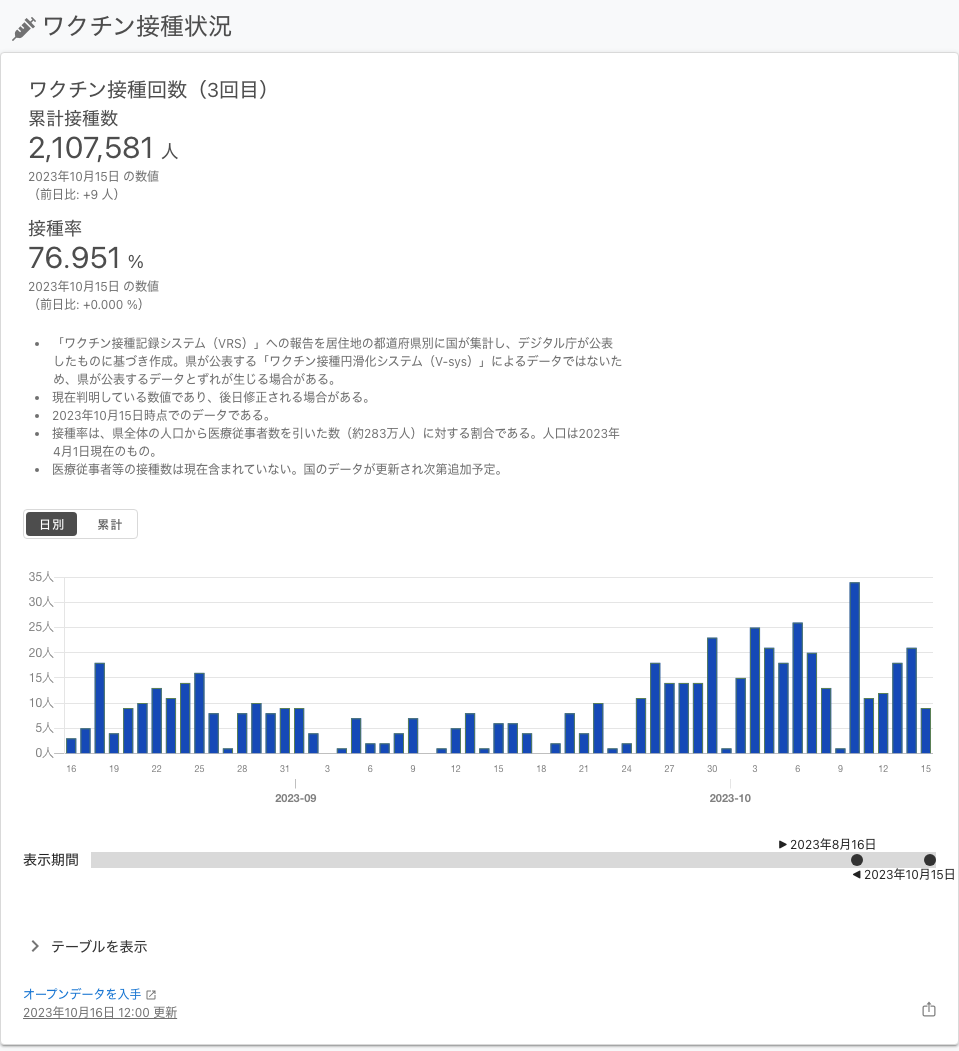 ワクチン接種状況
ワクチン接種回数（3回目）
累計接種数
2,107,581 人
2023年10月15日 の数値
（前日比: +9 人）
接種率
76.951 %
2023年10月15日 の数値
（前日比: +0.000 %）
「ワクチン接種記録システム（VRS）」への報告を居住地の都道府県別に国が集計し、デジタル庁が公表
したものに基づき作成。県が公表する「ワクチン接種円滑化システム（V-sys）」によるデータではないた
め、県が公表するデータとずれが生じる場合がある。
現在判明している数値であり、後日修正される場合がある。
2023年10月15日時点でのデータである。
接種率は、県全体の人口から医療従事者数を引いた数（約283万人）に対する割合である。人口は2023年
4月1日現在のもの。
医療従事者等の接種数は現在含まれていない。国のデータが更新され次第追加予定。
日別 累計
35人
30人
25人
20人
15人
10人
5人
0人
16 19 22 25 28 31 3 6 9 12 15 18 21 24 27 30 3 6 9 12 15
2023-09 2023-10
2023年8月16日
表示期間
2023年10月15日
テーブルを表示
オープンデータを入手
2023年10月16日 12:00 更新